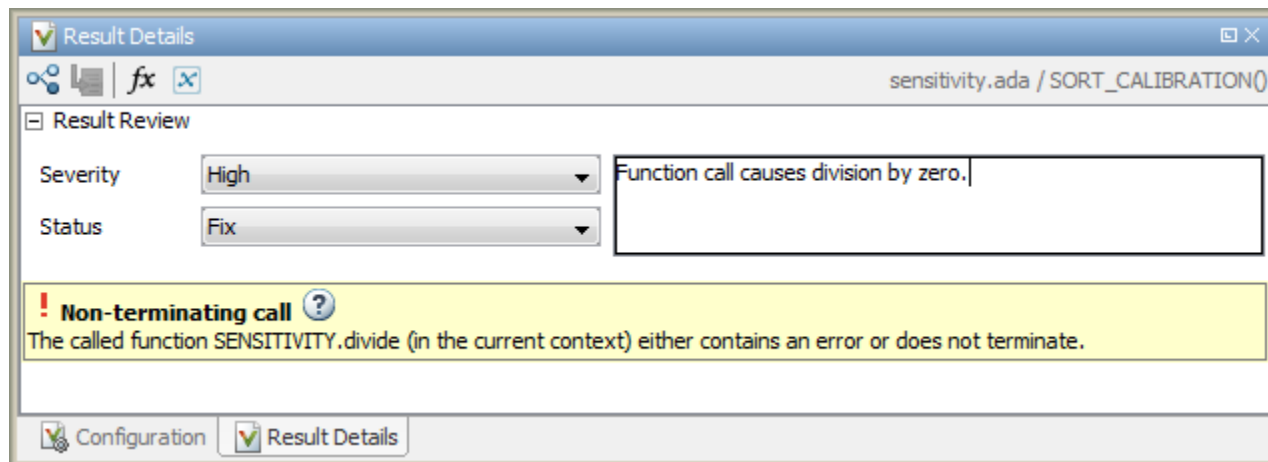 Result Details
fx x sensitivity.ada / SORT_CALIBRATION()
Result Review
Severity High Function call causes division by zero.
Status Fix
! Non-terminating call ?
The called function SENSITIVITY.divide (in the current context) either contains an error or does not terminate.
Configuration Result Details